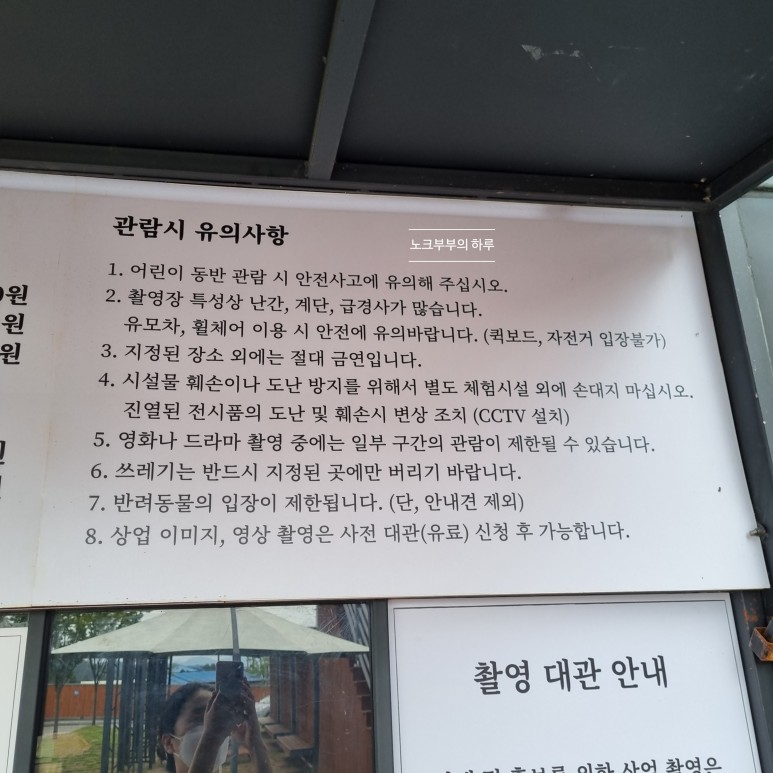 관람시 유의사항
노크부부의 하루
1. 어린이 동반 관람 시 안전사고에 유의해 주십시오.
2. 촬영장 특성상 난간, 계단, 급경사가 많습니다.
유모차, 휠체어 이용 시 안전에 유의바랍니다. (퀵보드, 자전거 입장불가)
3. 지정된 장소 외에는 절대 금연입니다.
4. 시설물 훼손이나 도난 방지를 위해서 별도 체험시설 외에 손대지 마십시오.
진열된 전시품의 도난 및 훼손시 변상 조치 (CCTV 설치)
5. 영화나 드라마 촬영 중에는 일부 구간의 관람이 제한될 수 있습니다.
6. 쓰레기는 반드시 지정된 곳에만 버리기 바랍니다.
7. 반려동물의 입장이 제한됩니다. (단, 안내견 제외)
8. 상업 이미지, 영상 촬영은 사전 대관(유료) 신청 후 가능합니다.
원
원
원
촬영 대관 안내
상업 촬영은